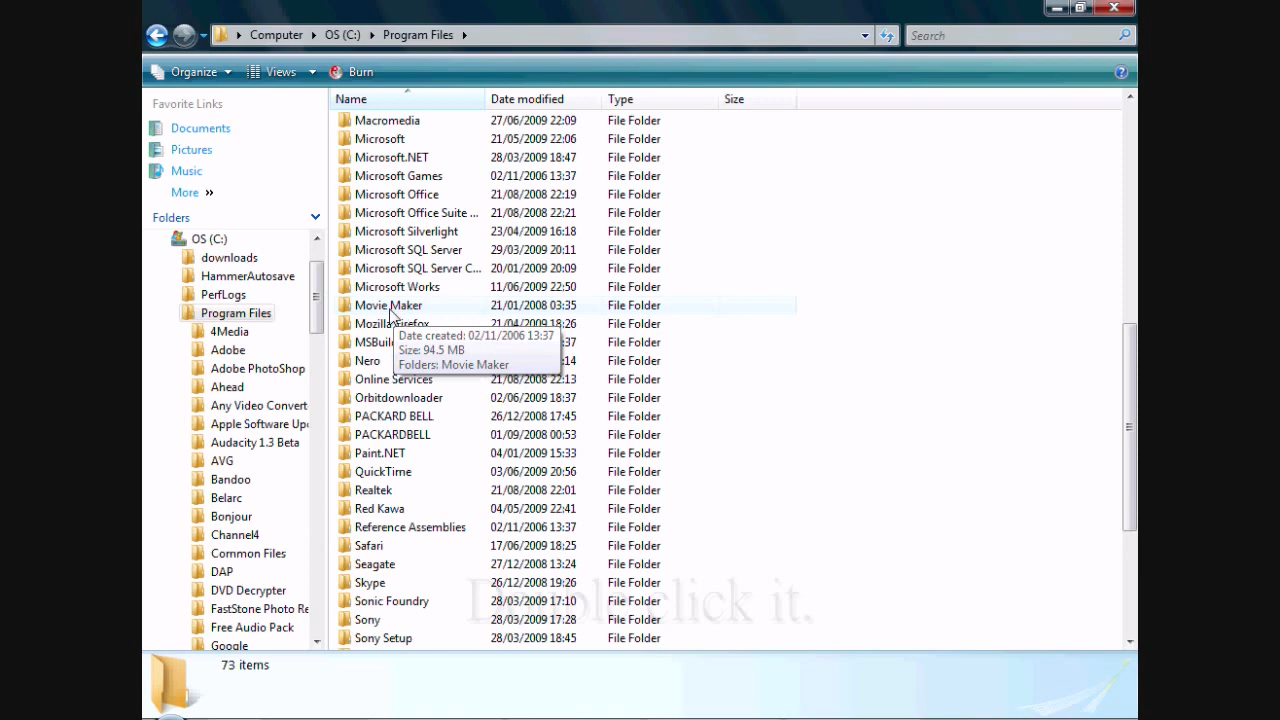 Computer OS (C:) Program Files Search
Organize Views Burn
Favorite Links
Documents
Pictures
Music
More »
Folders
OS (C:)
downloads
HammerAutosave
PerfLogs
Program Files
4Media
Adobe
Adobe PhotoShop
Ahead
Any Video Convert
Apple Software Up
Audacity 1.3 Beta
AVG
Bandoo
Belarc
Bonjour
Channel4
Common Files
DAP
DVD Decrypter
FastStone Photo Re
Free Audio Pack
Google
Name Date modified Type Size
Macromedia 27/06/2009 22:09 File Folder
Microsoft 21/05/2009 22:06 File Folder
Microsoft.NET 28/03/2009 18:47 File Folder
Microsoft Games 02/11/2006 13:37 File Folder
Microsoft Office 21/08/2008 22:19 File Folder
Microsoft Office Suite ... 21/08/2008 22:21 File Folder
Microsoft Silverlight 23/04/2009 16:18 File Folder
Microsoft SQL Server 29/03/2009 20:11 File Folder
Microsoft SQL Server C... 20/01/2009 20:09 File Folder
Microsoft Works 11/06/2009 22:50 File Folder
Movie Maker 21/01/2008 03:35 File Folder
Mozilla Firefox 21/04/2009 18:26 File Folder
MSBuil :37 File Folder
Nero :14 File Folder
Date created: 02/11/2006 13:37
Size: 94.5 MB
Folders: Movie Maker
Online Services 21/08/2008 22:13 File Folder
Orbitdownloader 02/06/2009 18:37 File Folder
PACKARD BELL 26/12/2008 17:45 File Folder
PACKARDBELL 01/09/2008 00:53 File Folder
Paint.NET 04/01/2009 15:33 File Folder
QuickTime 03/06/2009 20:56 File Folder
Realtek 21/08/2008 22:01 File Folder
Red Kawa 04/05/2009 22:41 File Folder
Reference Assemblies 02/11/2006 13:37 File Folder
Safari 17/06/2009 18:25 File Folder
Seagate 27/12/2008 13:24 File Folder
Skype 26/12/2008 19:26 File Folder
Sonic Foundry 28/03/2009 17:10 File Folder
Sony 28/03/2009 17:28 File Folder
Sony Setup 28/03/2009 18:45 File Folder
Double click it.
73 items